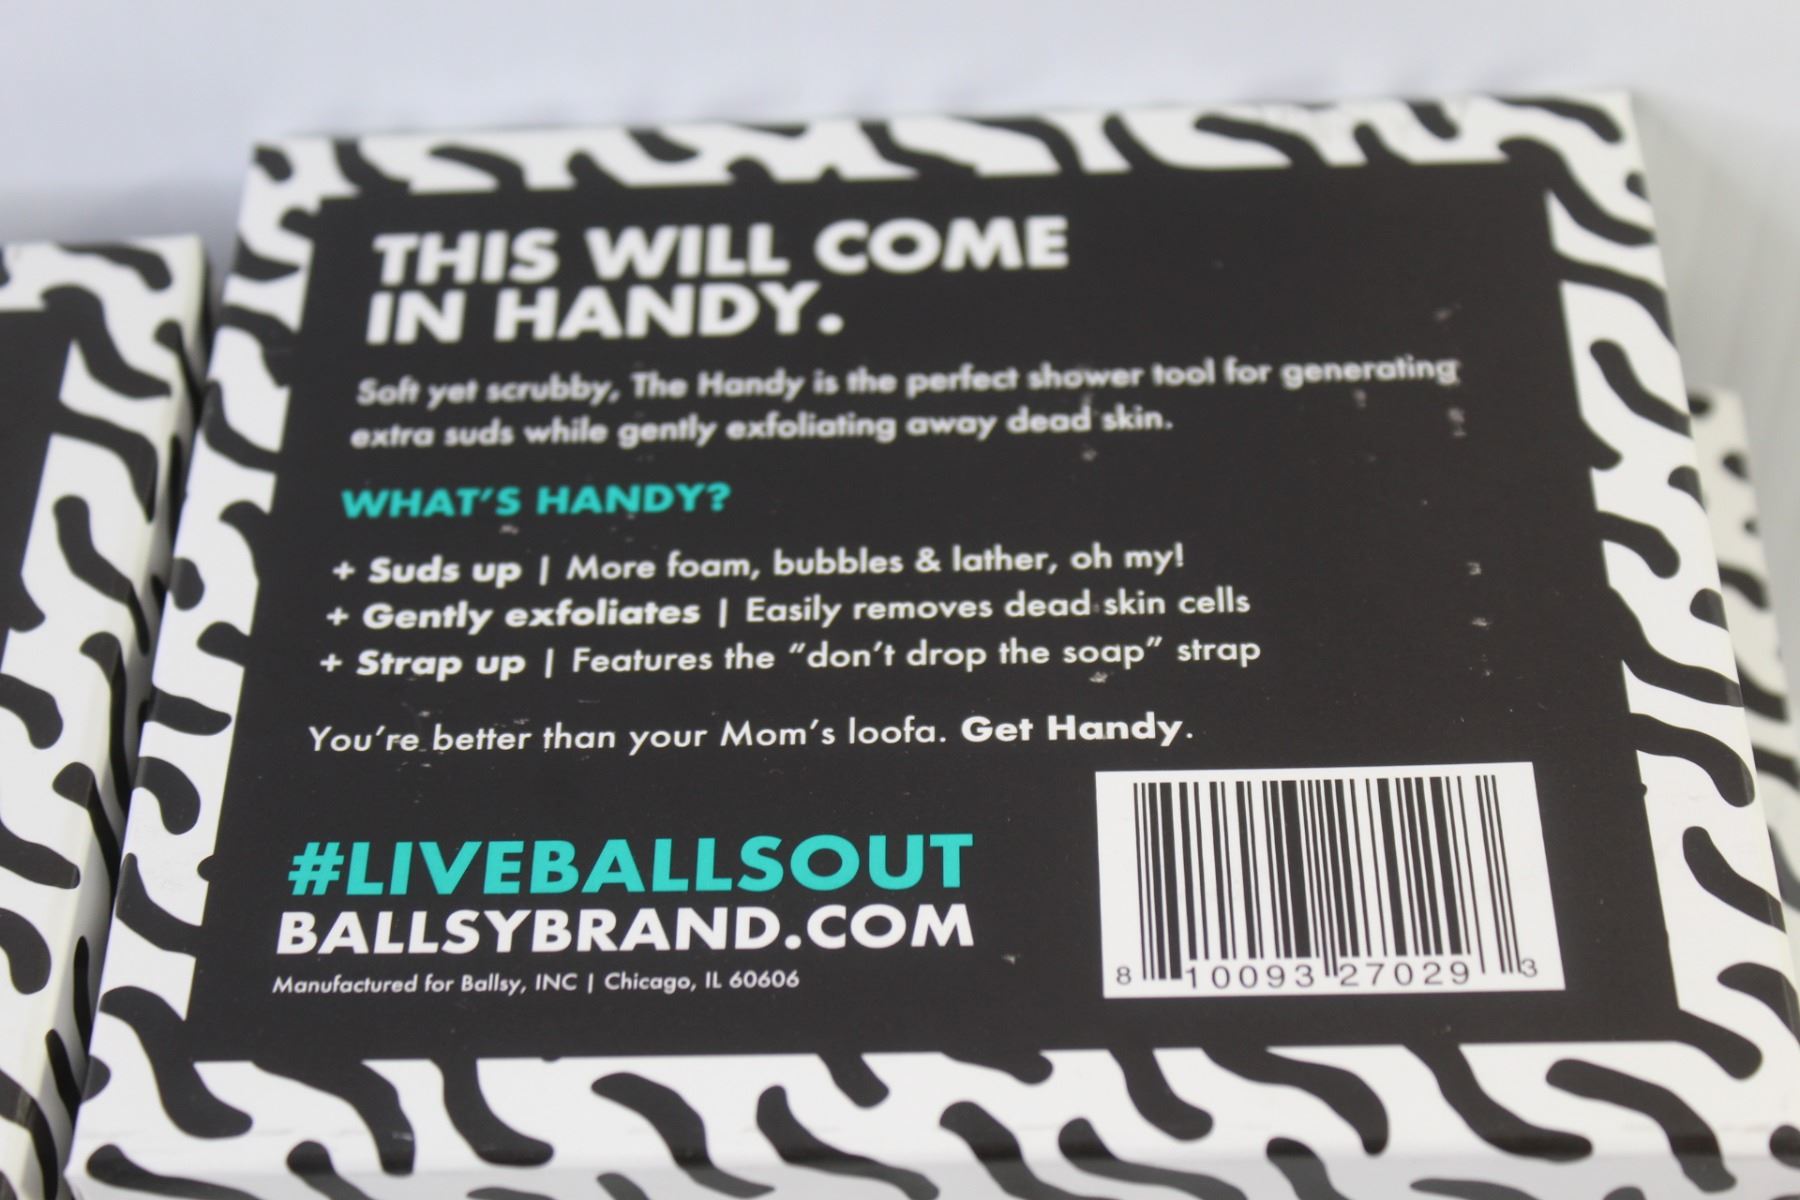 THIS WILL COME
IN HANDY.
Soft yet scrubby, The Handy is the perfect shower tool for generating
extra suds while gently exfoliating away dead skin.
WHAT'S HANDY?
+ Suds up | More foam, bubbles & lather, oh my!
+ Gently exfoliates | Easily removes dead skin cells
+ Strap up | Features the "don't drop the soap" strap
You're better than your Mom's loofa. Get Handy.
#LIVEBALLSOUT
BALLSYBRAND.COM
Manufactured for Ballsy, INC | Chicago, IL 60606
8 10093 27029 3